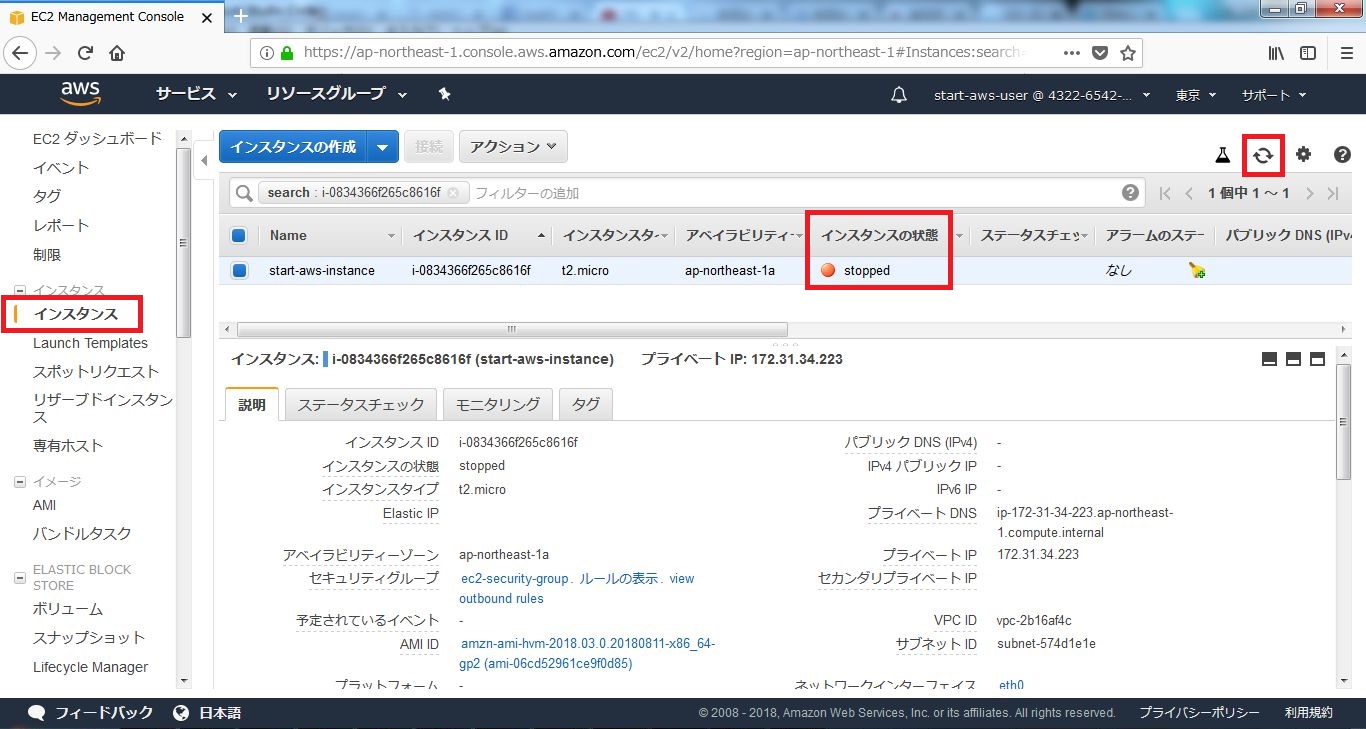 EC2 Management Console
https://ap-northeast-1.console.aws.amazon.com/ec2/v2/home?region=ap-northeast-1#Instances:search=
aws
サービス
リソースグループ
start-aws-user @ 4322-6542-...
東京
サポート
EC2 ダッシュボード
イベント
タグ
レポート
制限
インスタンス
インスタンス
Launch Templates
スポットリクエスト
リザーブドインスタン
ス
専有ホスト
イメージ
AMI
バンドルタスク
ELASTIC BLOCK
STORE
ボリューム
スナップショット
Lifecycle Manager
インスタンスの作成
接続
アクション
search : i-0834366f265c8616f
フィルターの追加
1 個中 1 ～ 1
Name
インスタンス ID
インスタンスタ
アベイラビリティ
インスタンスの状態
ステータスチェッ
アラームのステー
パブリック DNS (IPv
start-aws-instance
i-0834366f265c8616f
t2.micro
ap-northeast-1a
stopped
なし
インスタンス: i-0834366f265c8616f (start-aws-instance) プライベート IP: 172.31.34.223
説明
ステータスチェック
モニタリング
タグ
インスタンス ID i-0834366f265c8616f
インスタンスの状態 stopped
インスタンスタイプ t2.micro
Elastic IP
アベイラビリティーゾーン ap-northeast-1a
セキュリティグループ ec2-security-group. ルールの表示. view
outbound rules
予定されているイベント -
AMI ID amzn-ami-hvm-2018.03.0.20180811-x86_64-
gp2 (ami-06cd52961ce9f0d85)
プラットフォーム -
パブリック DNS (IPv4) -
IPv4 パブリック IP -
IPv6 IP -
プライベート DNS ip-172-31-34-223.ap-northeast-
1.compute.internal
プライベート IP 172.31.34.223
セカンダリプライベート IP
VPC ID vpc-2b16af4c
サブネット ID subnet-574d1e1e
ネットワークインターフェイス eth0
フィードバック
日本語
© 2008 - 2018, Amazon Web Services, Inc. or its affiliates. All rights reserved.
プライバシーポリシー
利用規約